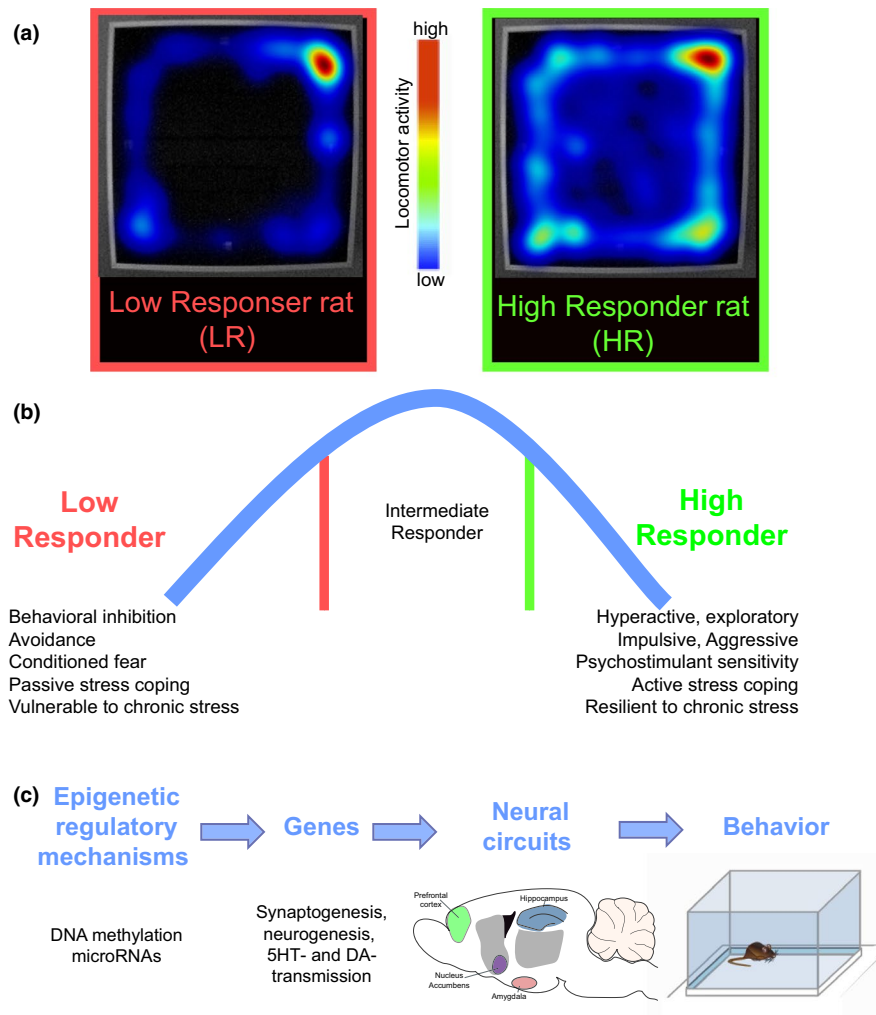 (a)
high
Locomotor activity
low
Low Responser rat
(LR)
High Responder rat
(HR)
(b)
Low
Responder
Intermediate
Responder
High
Responder
Behavioral inhibition
Avoidance
Conditioned fear
Passive stress coping
Vulnerable to chronic stress
Hyperactive, exploratory
Impulsive, Aggressive
Psychostimulant sensitivity
Active stress coping
Resilient to chronic stress
(c)
Epigenetic
regulatory
mechanisms
Genes
Neural
circuits
Behavior
DNA methylation
microRNAs
Synaptogenesis,
neurogenesis,
5HT- and DA-
transmission
Prefrontal
cortex
Hippocampus
Nucleus
Accumbens
Amygdala